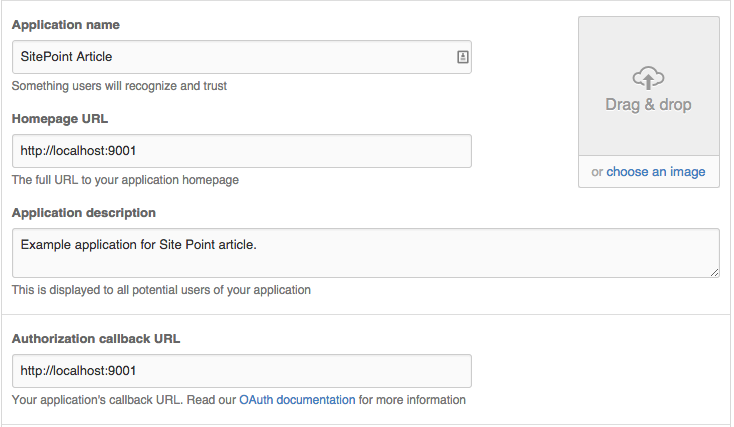 Application name
SitePoint Article
Something users will recognize and trust
Drag & drop
or choose an image
Homepage URL
http://localhost:9001
The full URL to your application homepage
Application description
Example application for Site Point article.
This is displayed to all potential users of your application
Authorization callback URL
http://localhost:9001
Your application's callback URL. Read our OAuth documentation for more information